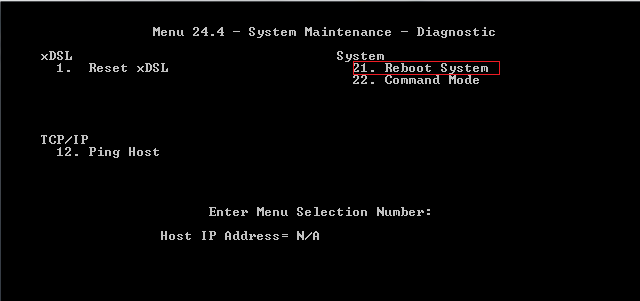 Menu 24.4 - System Maintenance - Diagnostic
xDSL
1. Reset xDSL
System
21. Reboot System
22. Command Mode
TCP/IP
12. Ping Host
Enter Menu Selection Number:
Host IP Address= N/A